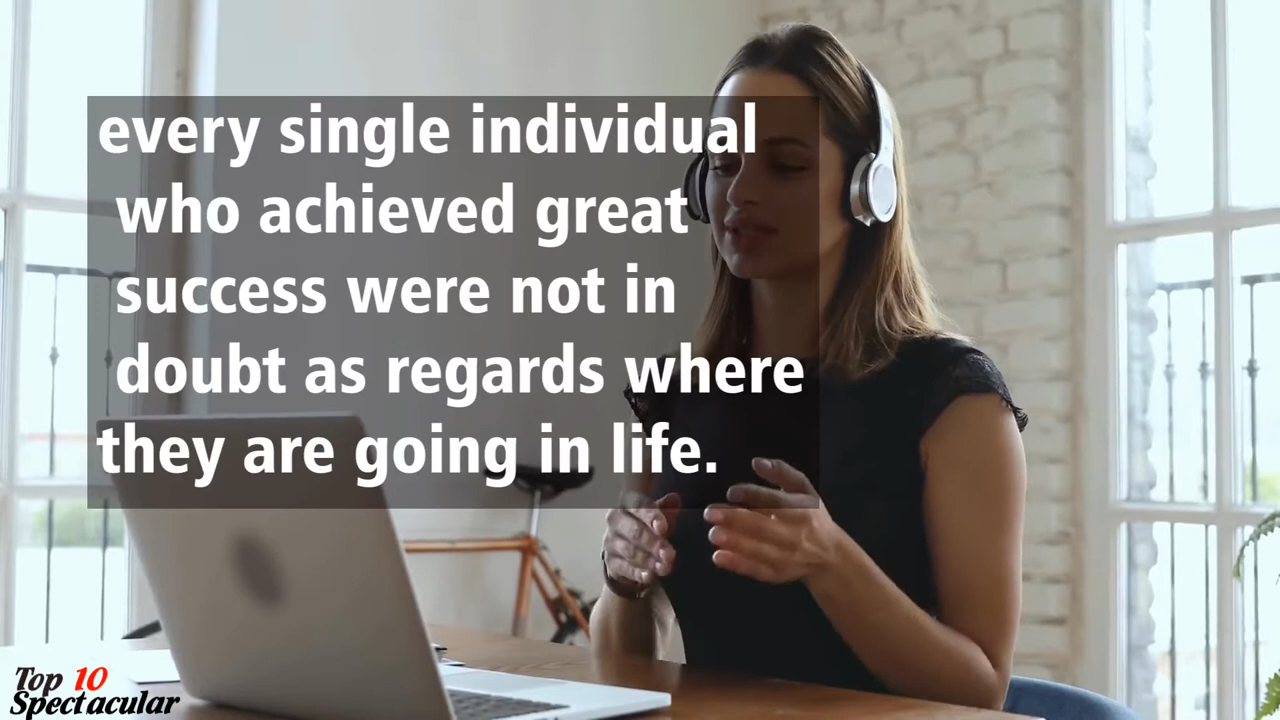 every single individual
who achieved great
success were not in
doubt as regards where
they are going in life.
Top 10
Spectacular